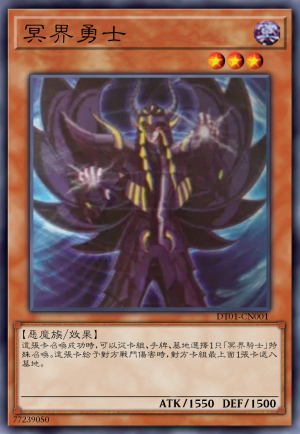 冥界勇士
DT01-CN001
【惡魔族/效果】
這張卡召喚成功時,可以從卡組,手牌,墓地選擇1只「冥界騎士」特
殊召喚。這張卡給予對方戰鬥傷害時,對方卡組最上面1張卡送入
墓地。
ATK/1550 DEF/1500
77239050